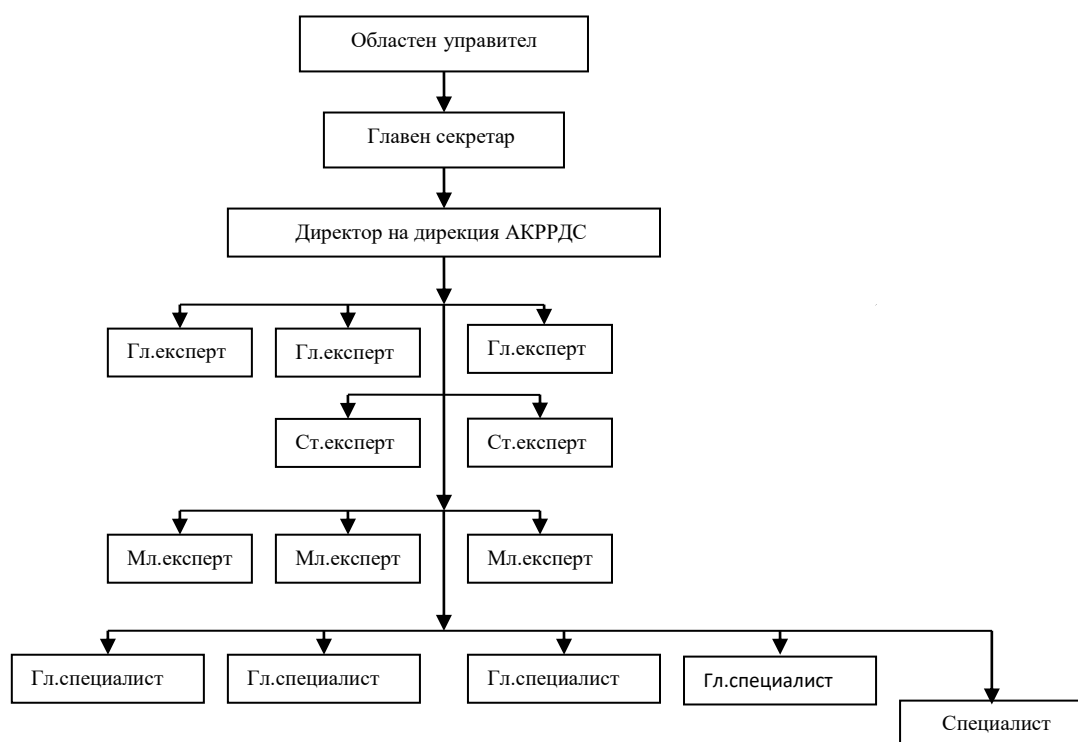 Областен управител
Главен секретар
Директор на дирекция АКРРДС
Гл.експерт
Гл.експерт
Гл.експерт
Ст.експерт
Ст.експерт
Мл.експерт
Мл.експерт
Мл.експерт
Гл.специалист
Гл.специалист
Гл.специалист
Гл.специалист
Специалист